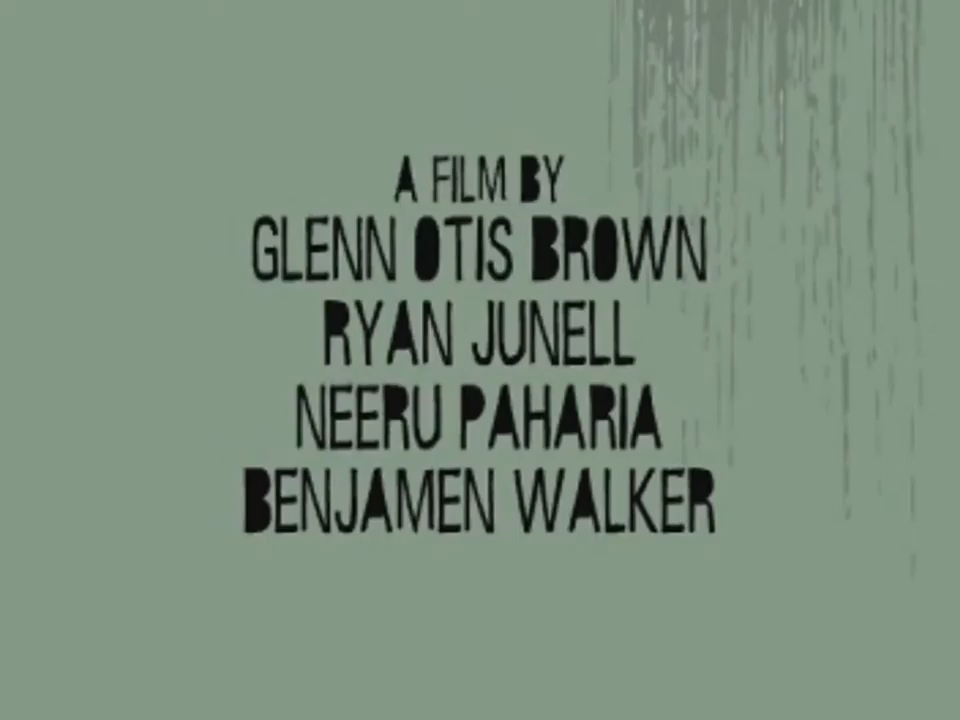 A FILM BY
GLENN OTIS BROWN
RYAN JUNELL
NEERU PAHARIA
BENJAMEN WALKER